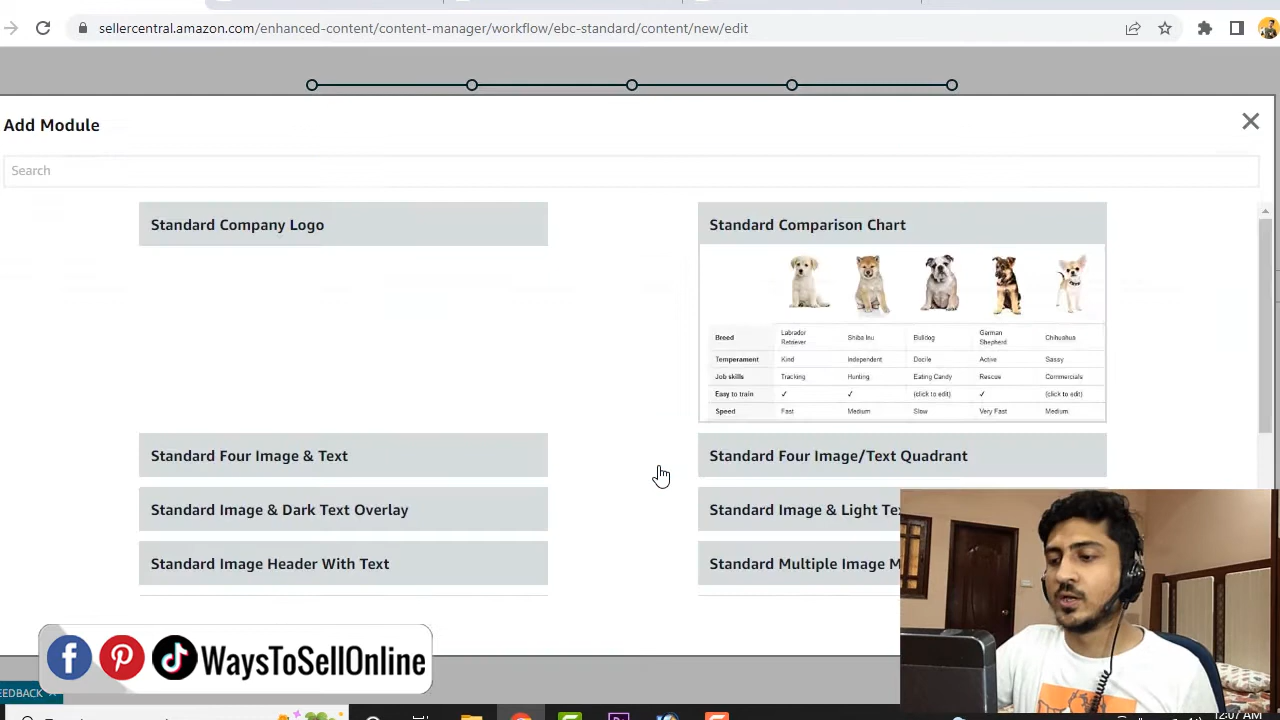 sellercentral.amazon.com/enhanced-content/content-manager/workflow/ebc-standard/content/new/edit
Add Module
Search
Standard Company Logo
Standard Comparison Chart
Breed Labrador Retriever Shiba Inu Bulldog German Shepherd Chihuahua
Temperament Kind Independent Docile Active Sassy
Job skills Tracking Hunting Eating Candy Rescue Commercials
Easy to train ✓ ✓ (click to edit) ✓ (click to edit)
Speed Fast Medium Slow Very Fast Medium
Standard Four Image & Text
Standard Four Image/Text Quadrant
Standard Image & Dark Text Overlay
Standard Image & Light Te
Standard Image Header With Text
Standard Multiple Image M
WaysToSellOnline
FEEDBACK
12:07 AM